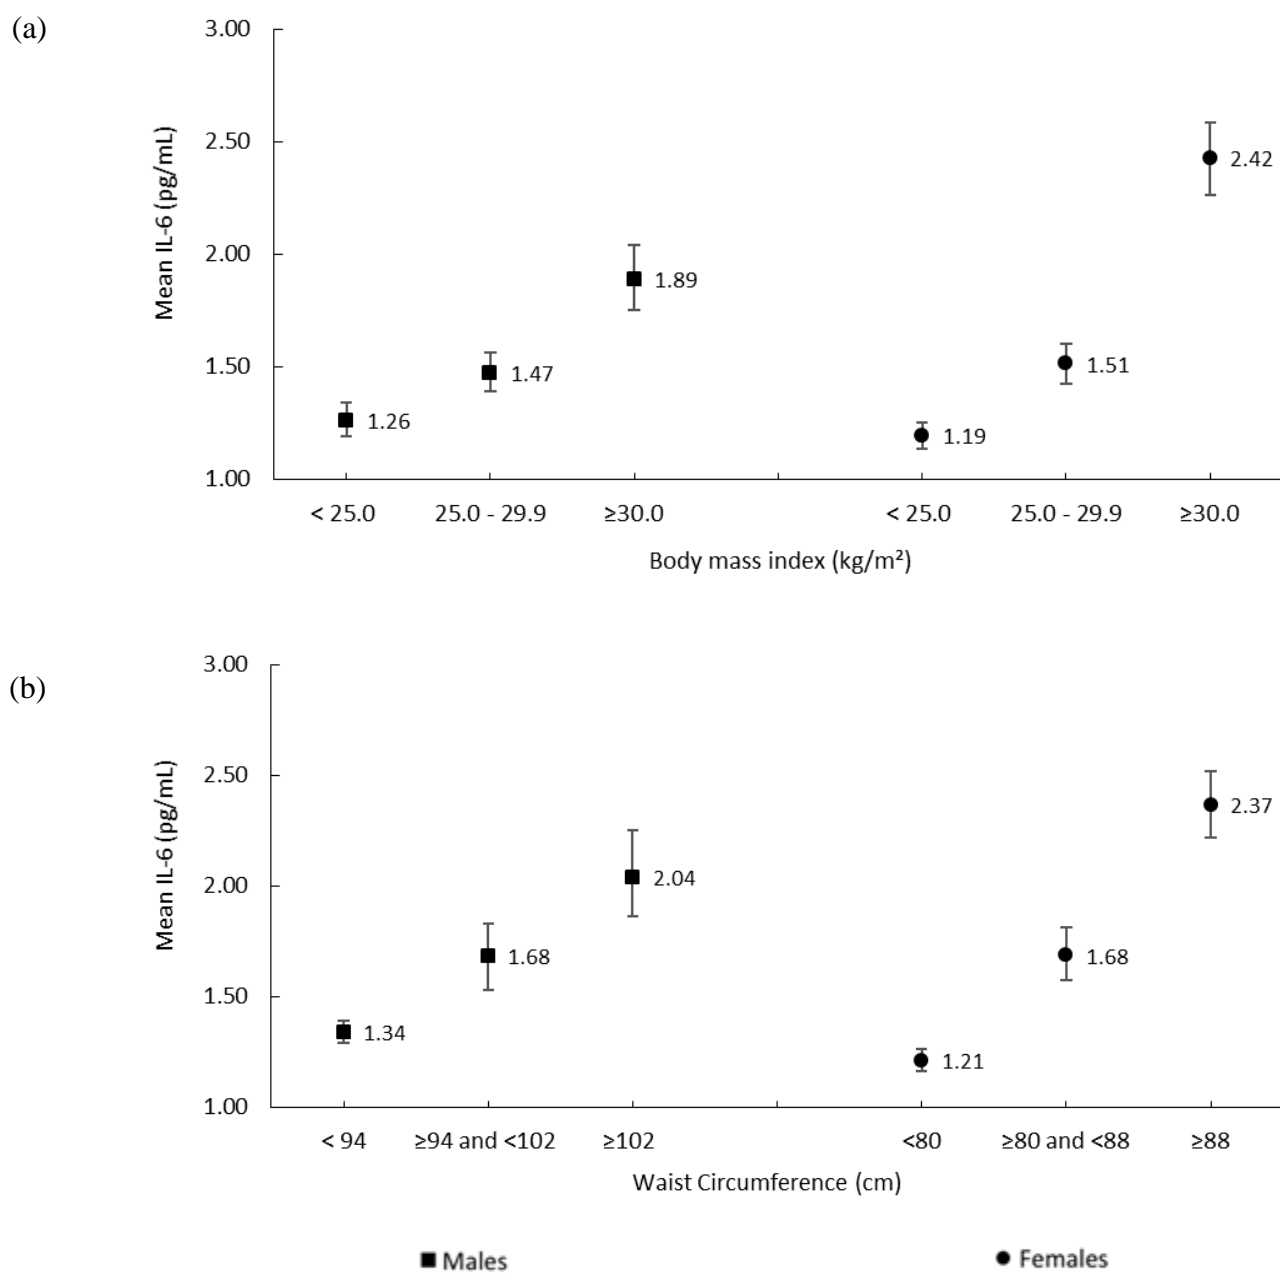 (a)
3.00
2.50
2.00
1.50
1.00
Mean IL-6 (pg/mL)
1.26
1.47
1.89
1.19
1.51
2.42
< 25.0 25.0 - 29.9 ≥30.0 < 25.0 25.0 - 29.9 ≥30.0
Body mass index (kg/m²)
(b)
3.00
2.50
2.00
1.50
1.00
Mean IL-6 (pg/mL)
1.34
1.68
2.04
1.21
1.68
2.37
< 94 ≥94 and <102 ≥102 <80 ≥80 and <88 ≥88
Waist Circumference (cm)
Males Females